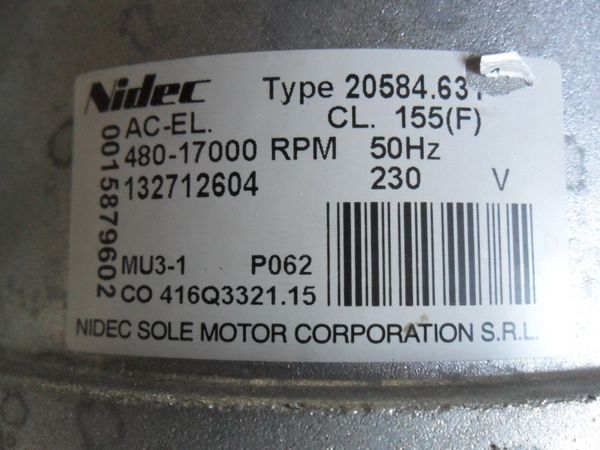 Nidec Type 20584.631
AC-EL. CL. 155(F)
480-17000 RPM 50Hz
132712604 230 V
MU3-1 P062
CO 416Q3321.15
NIDEC SOLE MOTOR CORPORATION S.R.L.
0015879602